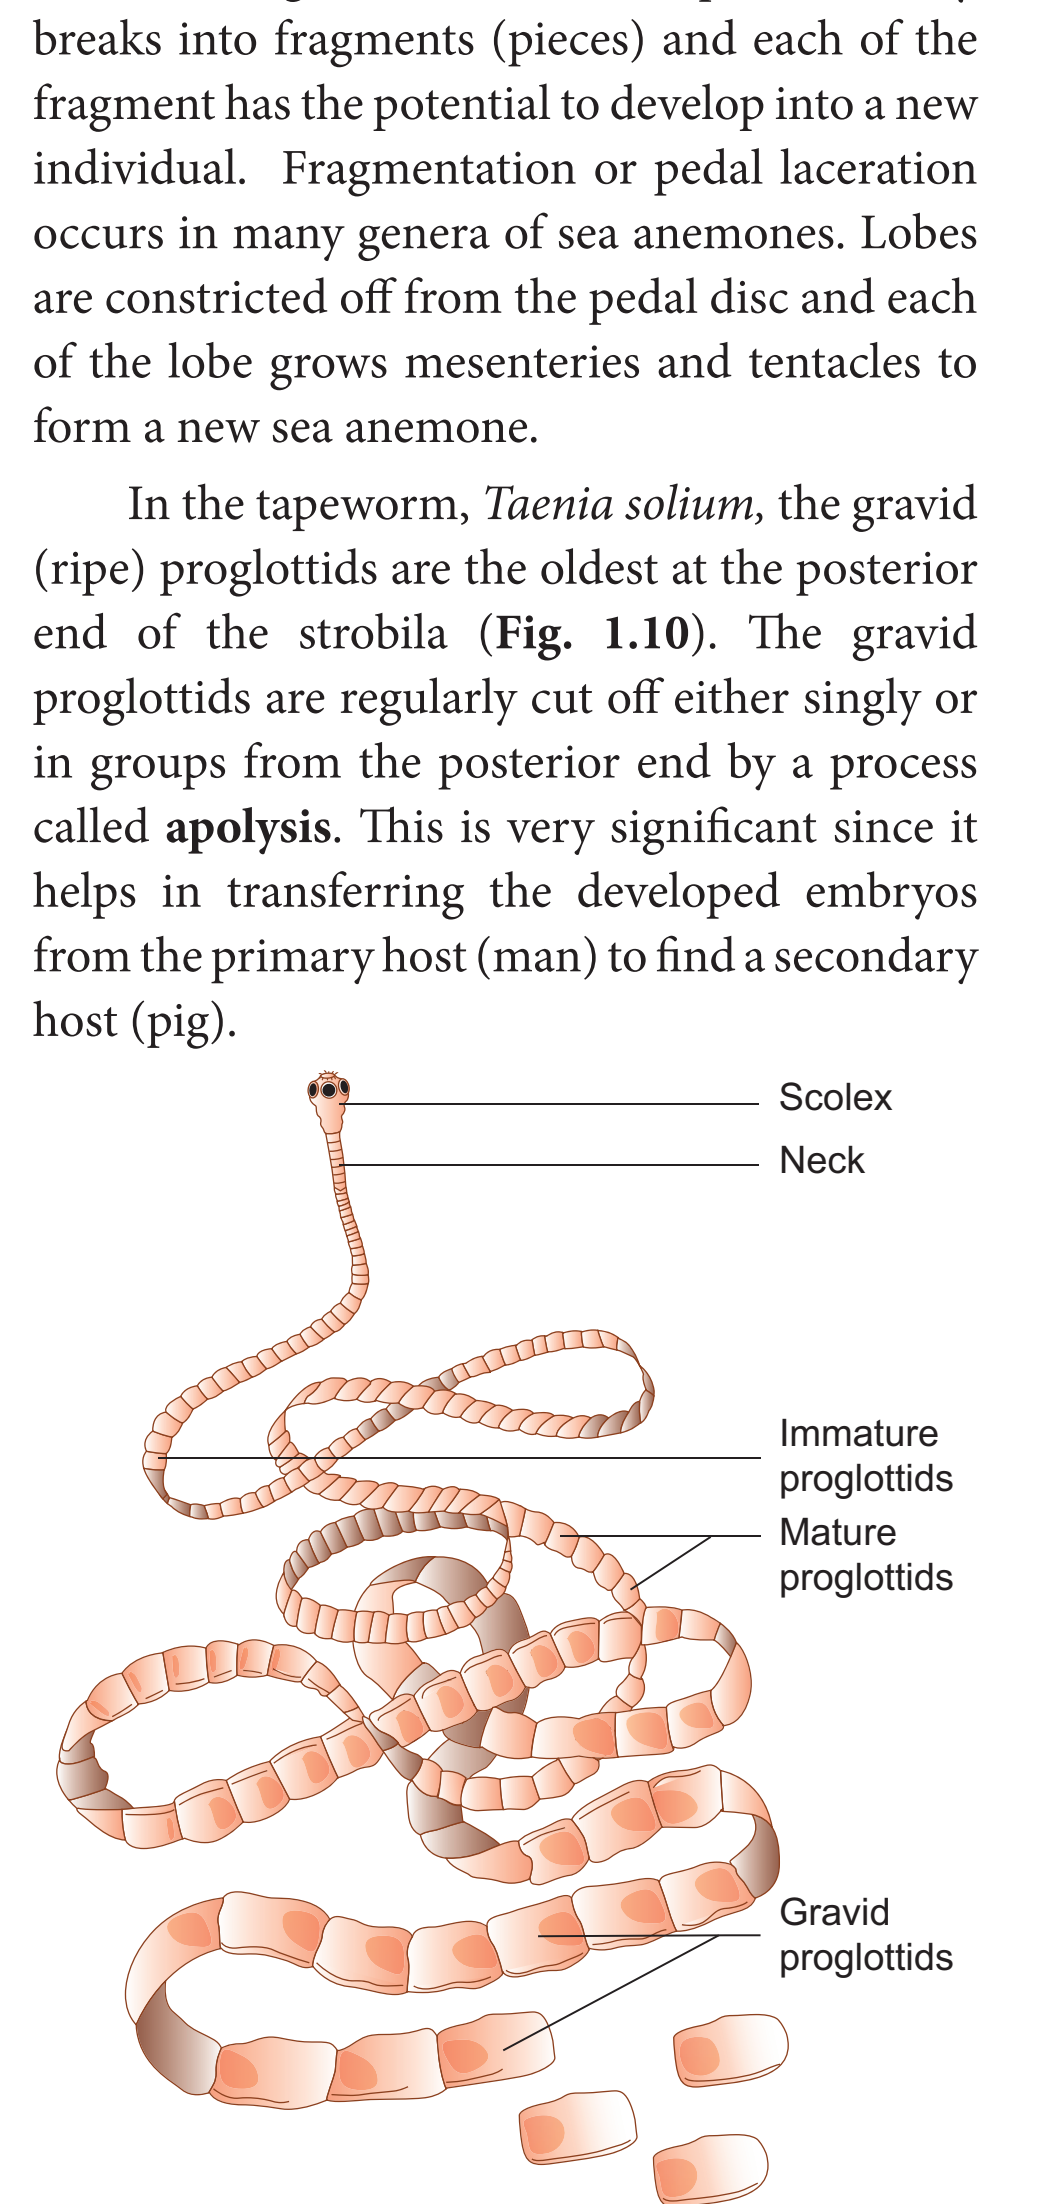 breaks into fragments (pieces) and each of the
fragment has the potential to develop into a new
individual. Fragmentation or pedal laceration
occurs in many genera of sea anemones. Lobes
are constricted off from the pedal disc and each
of the lobe grows mesenteries and tentacles to
form a new sea anemone.
In the tapeworm, Taenia solium, the gravid
(ripe) proglottids are the oldest at the posterior
end of the strobila (Fig. 1.10). The gravid
proglottids are regularly cut off either singly or
in groups from the posterior end by a process
called apolysis. This is very significant since it
helps in transferring the developed embryos
from the primary host (man) to find a secondary
host (pig).
Scolex
Neck
Immature
proglottids
Mature
proglottids
Gravid
proglottids